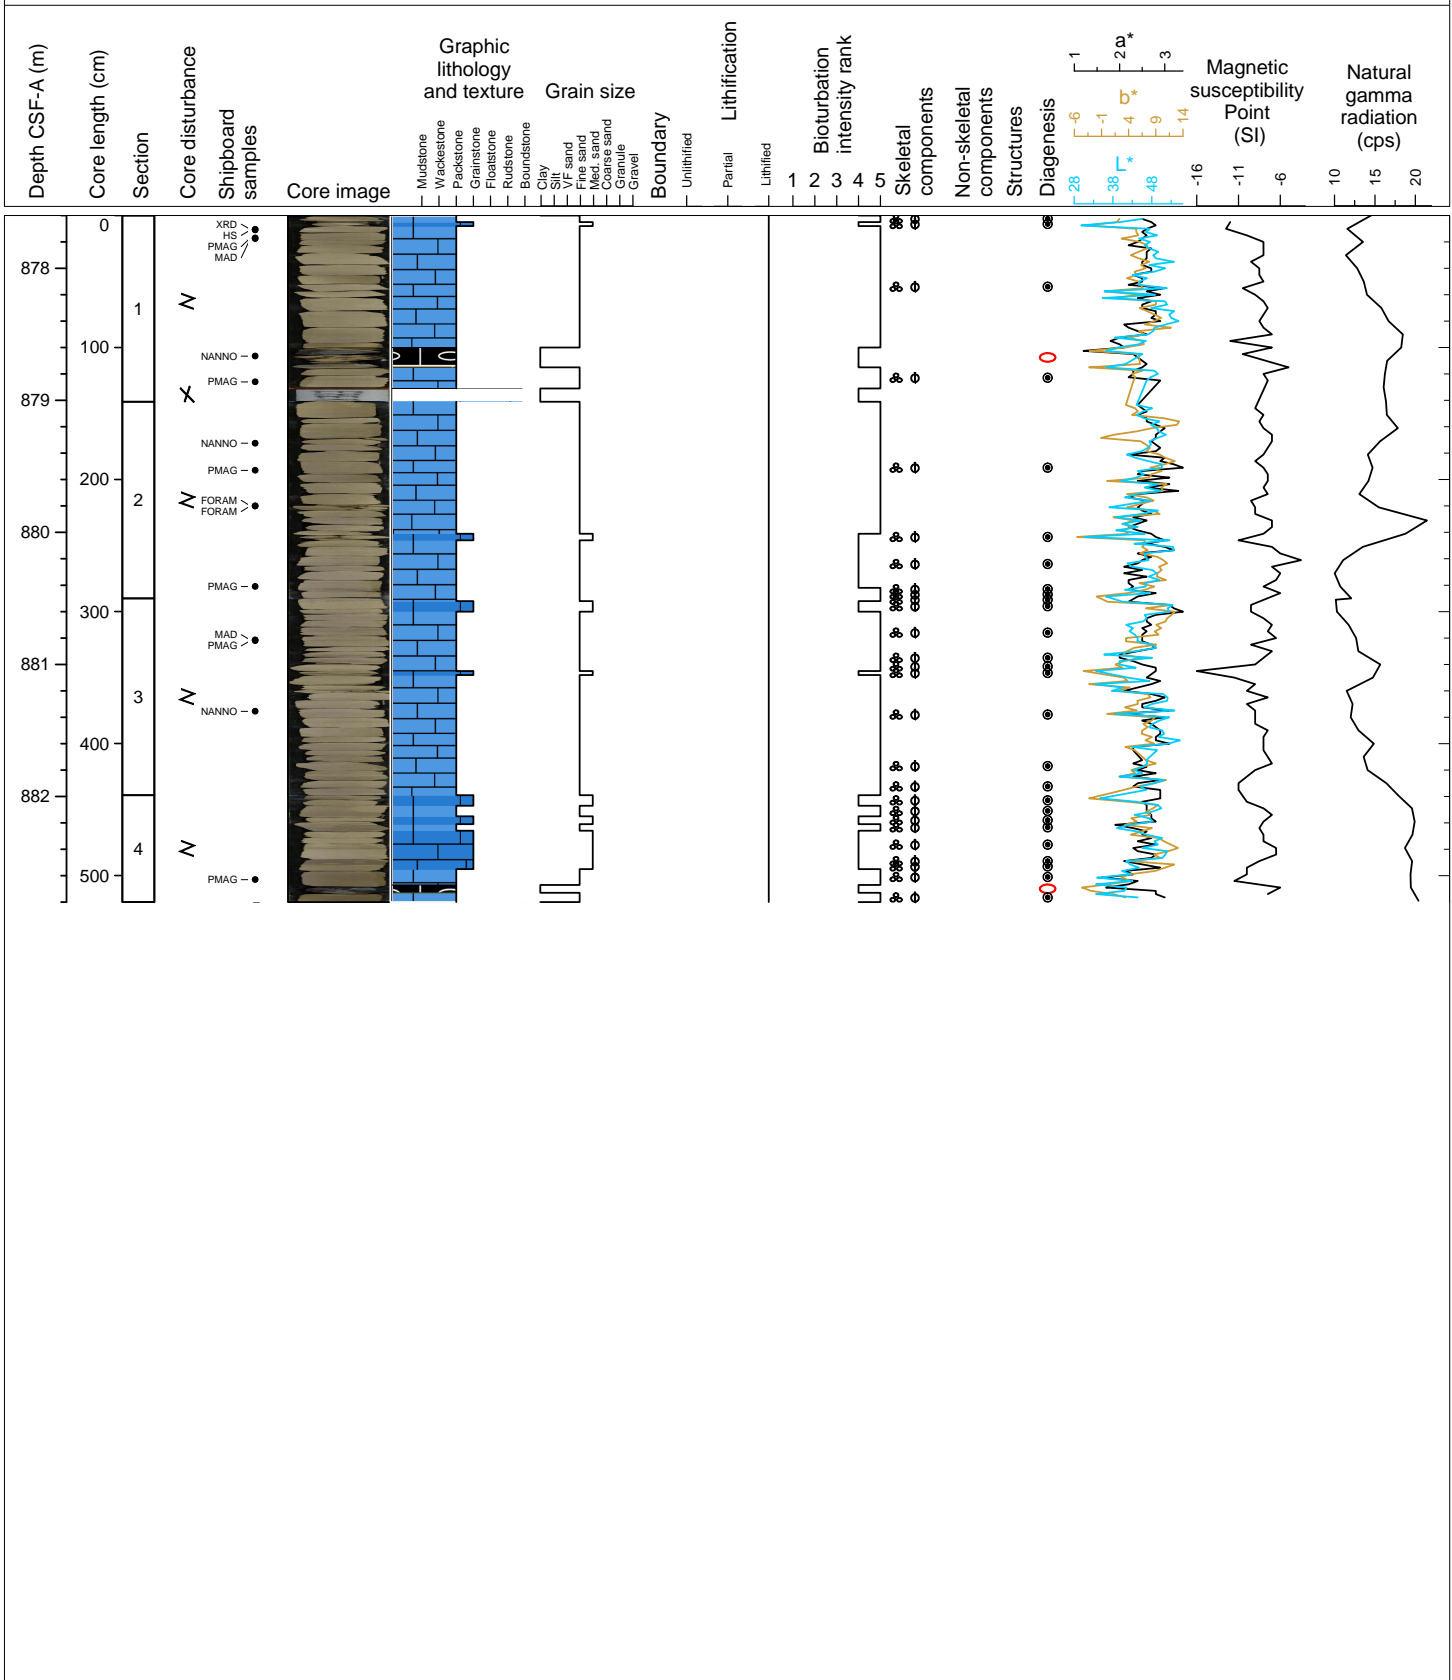 Depth CSF-A (m)
Core length (cm)
Section
Core disturbance
Shipboard
samples
Core image
Graphic
lithology
and texture
Mudstone
Wackestone
Packstone
Grainstone
Floatstone
Rudstone
Boundstone
Grain size
Clay
Silt
VF sand
Fine sand
Med. sand
Coarse sand
Granule
Gravel
Boundary
Lithification
Unlithified
Partial
Lithified
Bioturbation
intensity rank
1 2 3 4 5
Skeletal
components
Non-skeletal
components
Structures
Diagenesis
1 2 3
a*
b*
-6 -1 4 9 14
L*
28 38 48
Magnetic
susceptibility
Point
(SI)
-16 -11 -6
Natural
gamma
radiation
(cps)
10 15 20
0
XRD
HS
PMAG
MAD
878
1
100
NANNO
PMAG
879
NANNO
PMAG
200
2
FORAM
FORAM
880
PMAG
300
MAD
PMAG
881
3
NANNO
400
882
4
500
PMAG